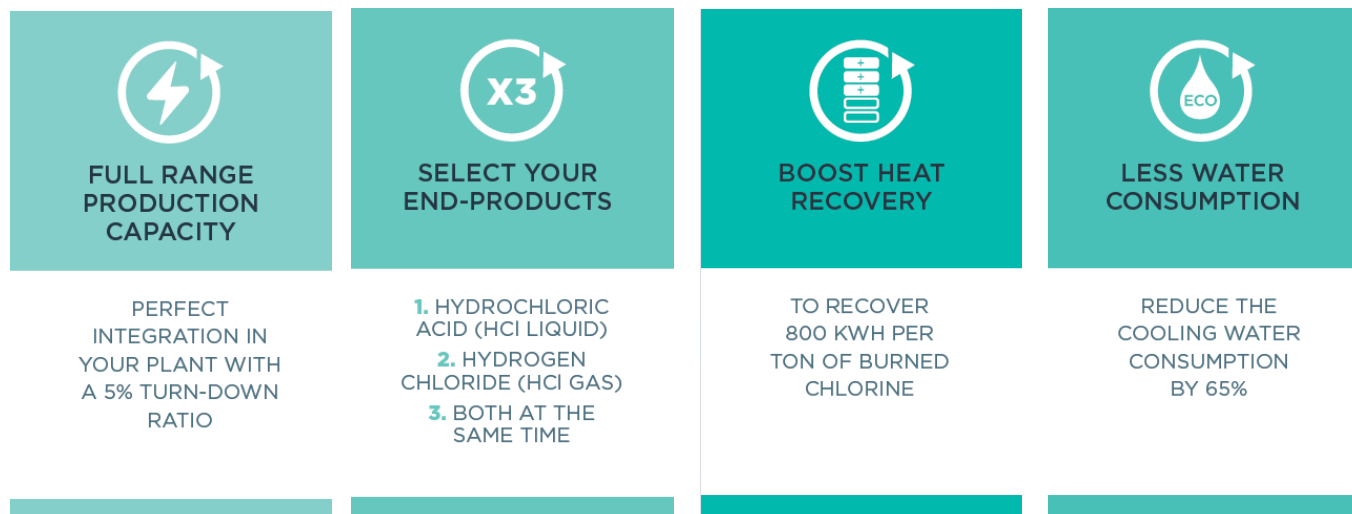 FULL RANGE
PRODUCTION
CAPACITY
PERFECT
INTEGRATION IN
YOUR PLANT WITH
A 5% TURN-DOWN
RATIO
X3
SELECT YOUR
END-PRODUCTS
1. HYDROCHLORIC
ACID (HCl LIQUID)
2. HYDROGEN
CHLORIDE (HCl GAS)
3. BOTH AT THE
SAME TIME
+
+
+
BOOST HEAT
RECOVERY
TO RECOVER
800 KWH PER
TON OF BURNED
CHLORINE
ECO
LESS WATER
CONSUMPTION
REDUCE THE
COOLING WATER
CONSUMPTION
BY 65%